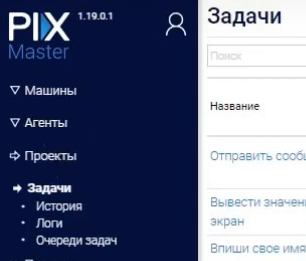 PIX 1.19.0.1
Master
Машины
Агенты
Проекты
Задачи
История
Логи
Очереди задач
Задачи
Поиск
Название
Отправить сооб
Вывести значен
экран
Впиши свое имя